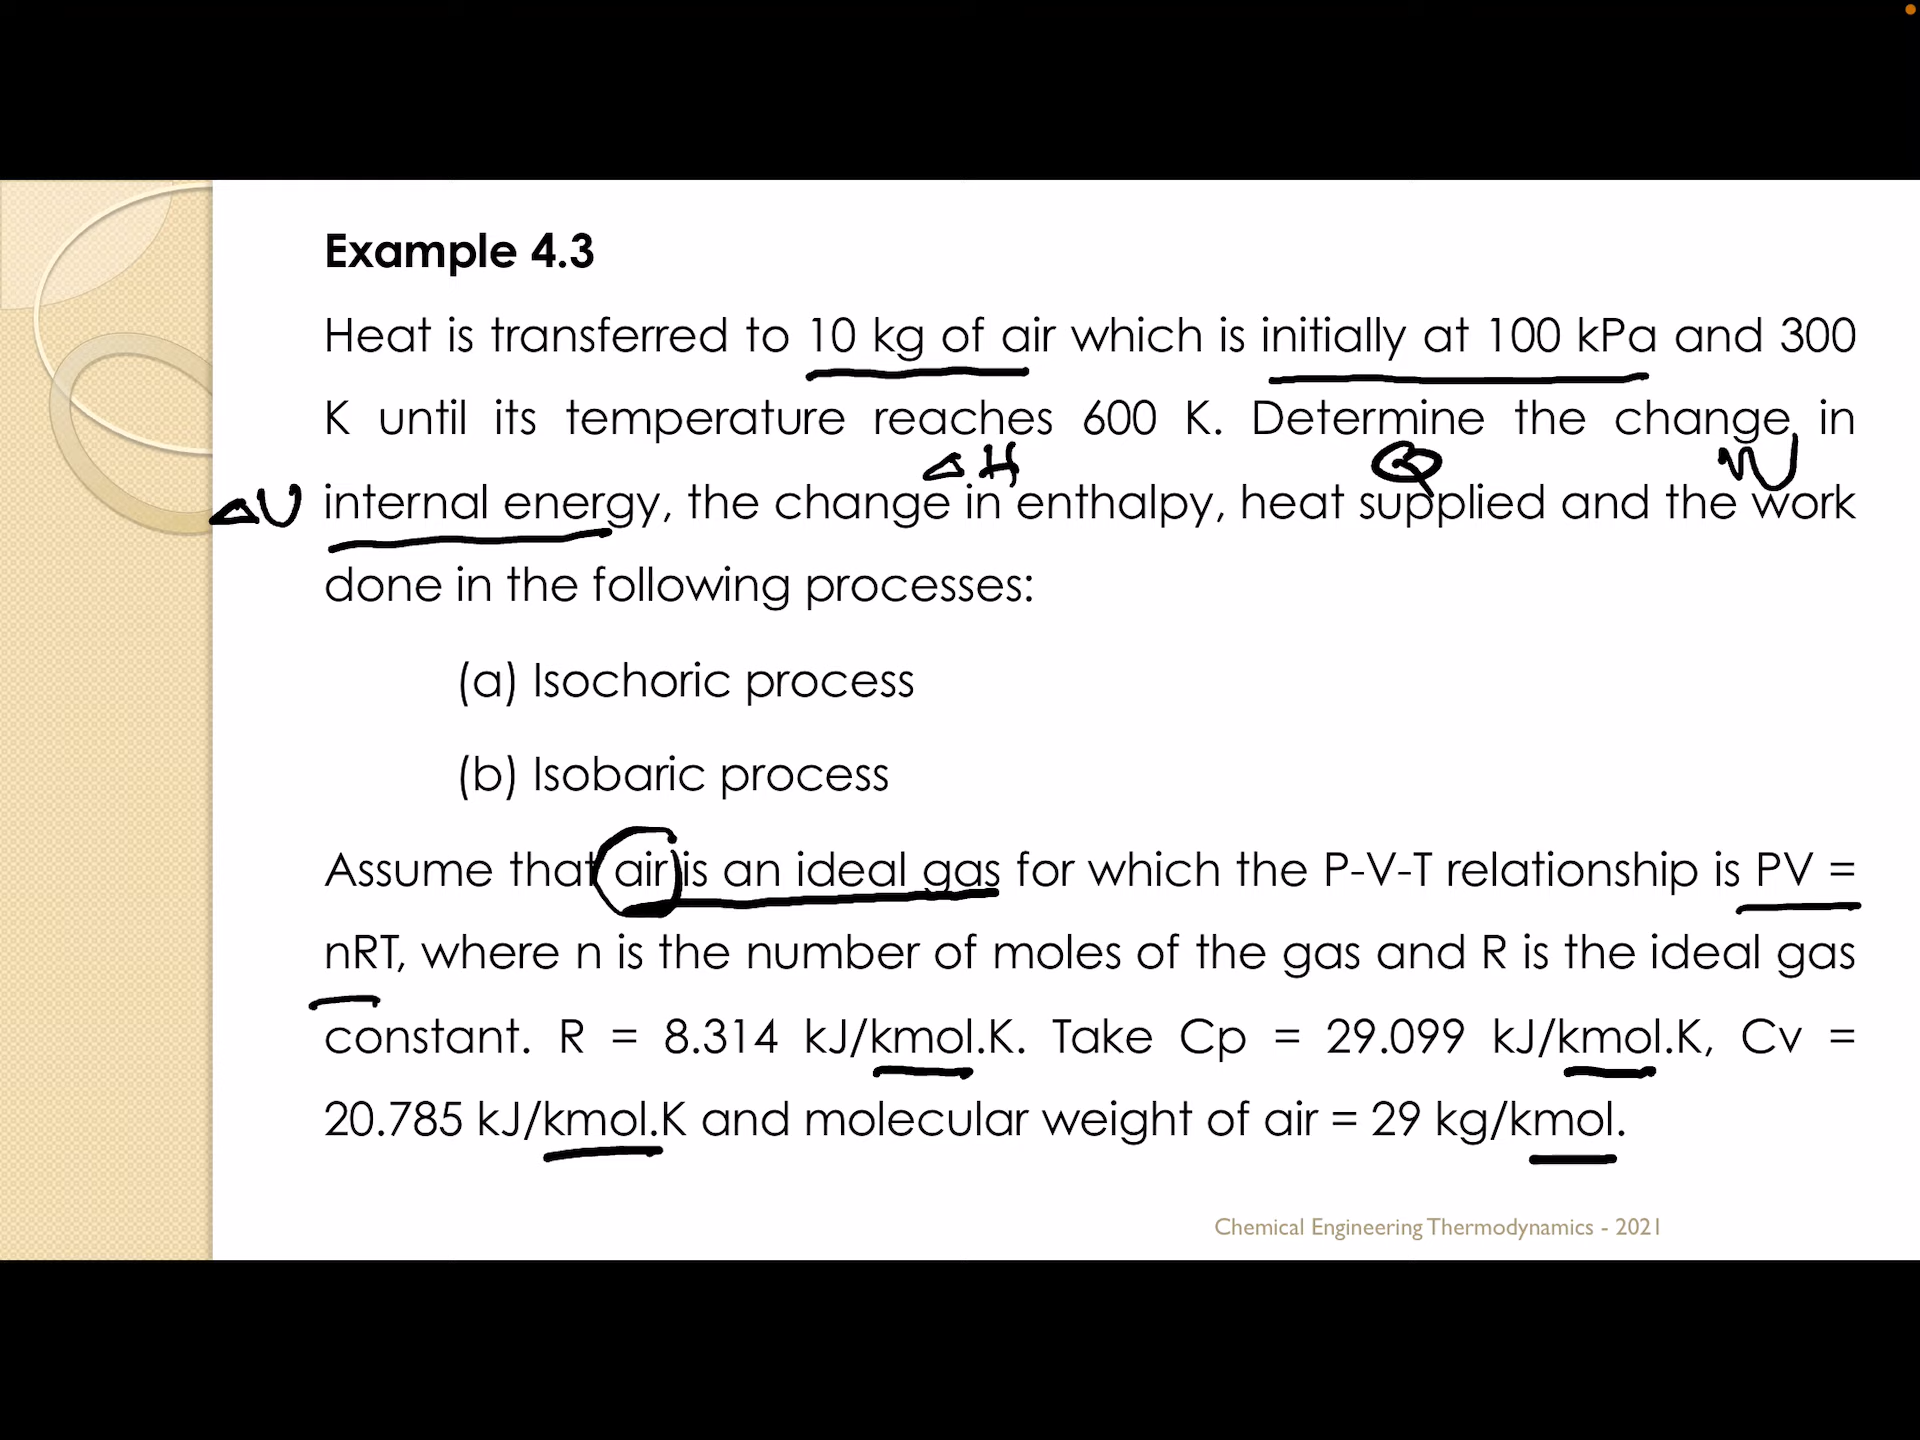 Example 4.3
Heat is transferred to 10 kg of air which is initially at 100 kPa and 300
K until its temperature reaches 600 K. Determine the change in
ΔH Q W
ΔU internal energy, the change in enthalpy, heat supplied and the work
done in the following processes:
(a) Isochoric process
(b) Isobaric process
Assume that air is an ideal gas for which the P-V-T relationship is PV =
nRT, where n is the number of moles of the gas and R is the ideal gas
constant. R = 8.314 kJ/kmol.K. Take Cp = 29.099 kJ/kmol.K, Cv =
20.785 kJ/kmol.K and molecular weight of air = 29 kg/kmol.
Chemical Engineering Thermodynamics - 2021